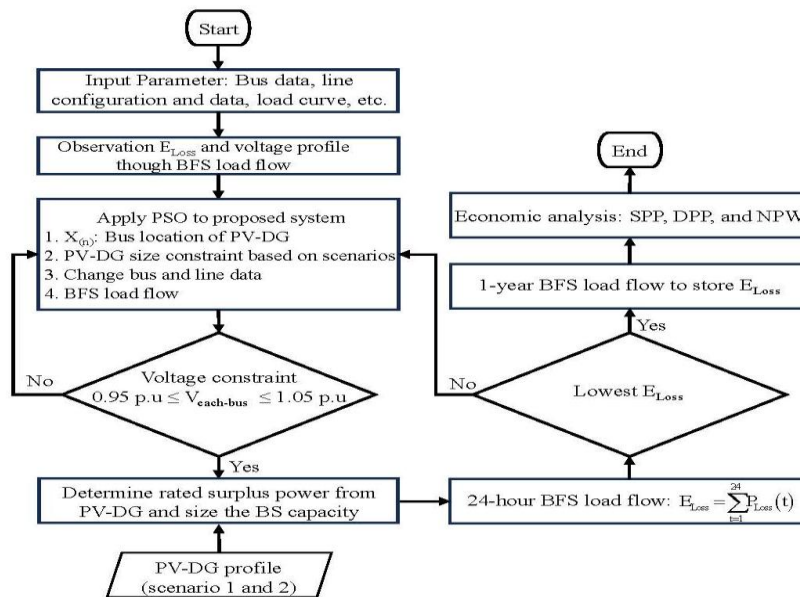 Start
Input Parameter: Bus data, line
configuration and data, load curve, etc.
Observation E_Loss and voltage profile
though BFS load flow
Apply PSO to proposed system
1. X_(n): Bus location of PV-DG
2. PV-DG size constraint based on scenarios
3. Change bus and line data
4. BFS load flow
No
Voltage constraint
0.95 p.u ≤ V_each-bus ≤ 1.05 p.u
Yes
Determine rated surplus power from
PV-DG and size the BS capacity
PV-DG profile
(scenario 1 and 2)
24-hour BFS load flow: E_Loss = ∑_{t=1}^{24} P_Loss(t)
No
Lowest E_Loss
Yes
1-year BFS load flow to store E_Loss
Economic analysis: SPP, DPP, and NPW
End